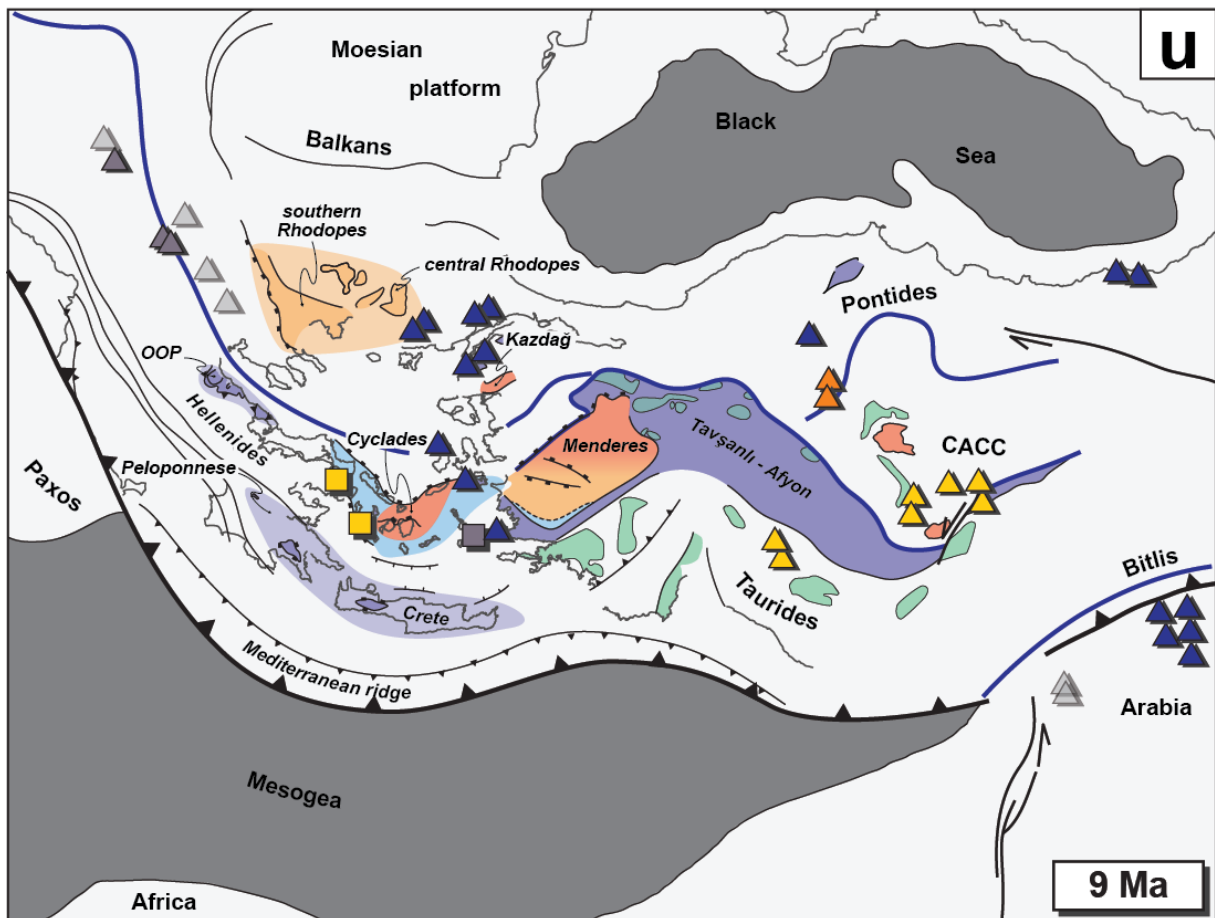 u
Moesian
platform
Black
Sea
Balkans
southern
Rhodopes
central Rhodopes
Pontides
Kazdağ
OOP
Hellenides
Cyclades
Menderes
Tavşanlı - Afyon
CACC
Peloponnese
Paxos
Bitlis
Taurides
Crete
Mediterranean ridge
Arabia
Mesogea
9 Ma
Africa